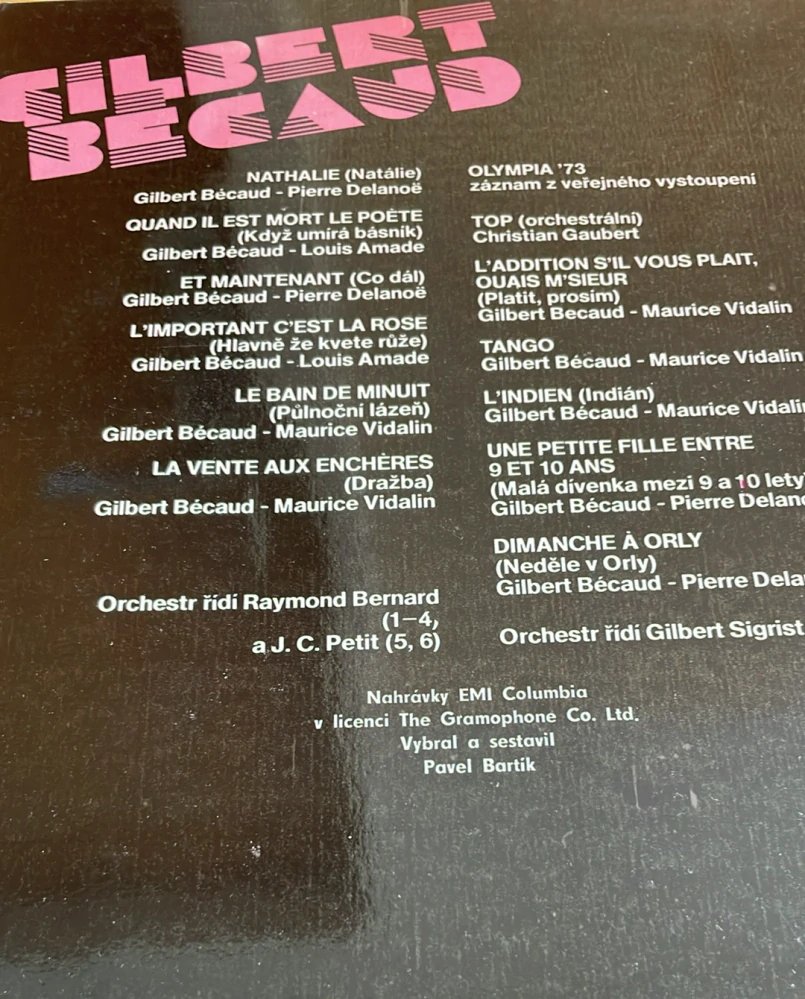 GILBERT
BECAUD
NATHALIE (Natálie)
Gilbert Bécaud - Pierre Delanoë
QUAND IL EST MORT LE POÈTE
(Když umírá básník)
Gilbert Bécaud - Louis Amade
ET MAINTENANT (Co dál)
Gilbert Bécaud - Pierre Delanoë
L'IMPORTANT C'EST LA ROSE
(Hlavně že kvete růže)
Gilbert Bécaud - Louis Amade
LE BAIN DE MINUIT
(Půlnoční lázeň)
Gilbert Bécaud - Maurice Vidalin
LA VENTE AUX ENCHÈRES
(Dražba)
Gilbert Bécaud - Maurice Vidalin
Orchestr řídí Raymond Bernard
(1–4,
a J. C. Petit (5, 6)
OLYMPIA '73
záznam z veřejného vystoupení
TOP (orchestrální)
Christian Gaubert
L'ADDITION S'IL VOUS PLAIT,
OUAIS M'SIEUR
(Platit, prosím)
Gilbert Becaud - Maurice Vidalin
TANGO
Gilbert Bécaud - Maurice Vidalin
L'INDIEN (Indián)
Gilbert Bécaud - Maurice Vidalin
UNE PETITE FILLE ENTRE
9 ET 10 ANS
(Malá dívenka mezi 9 a 10 lety)
Gilbert Bécaud - Pierre Delano
DIMANCHE À ORLY
(Neděle v Orly)
Gilbert Bécaud - Pierre Dela
Orchestr řídí Gilbert Sigrist
Nahrávky EMI Columbia
v licenci The Gramophone Co. Ltd.
Vybral a sestavil
Pavel Bartík